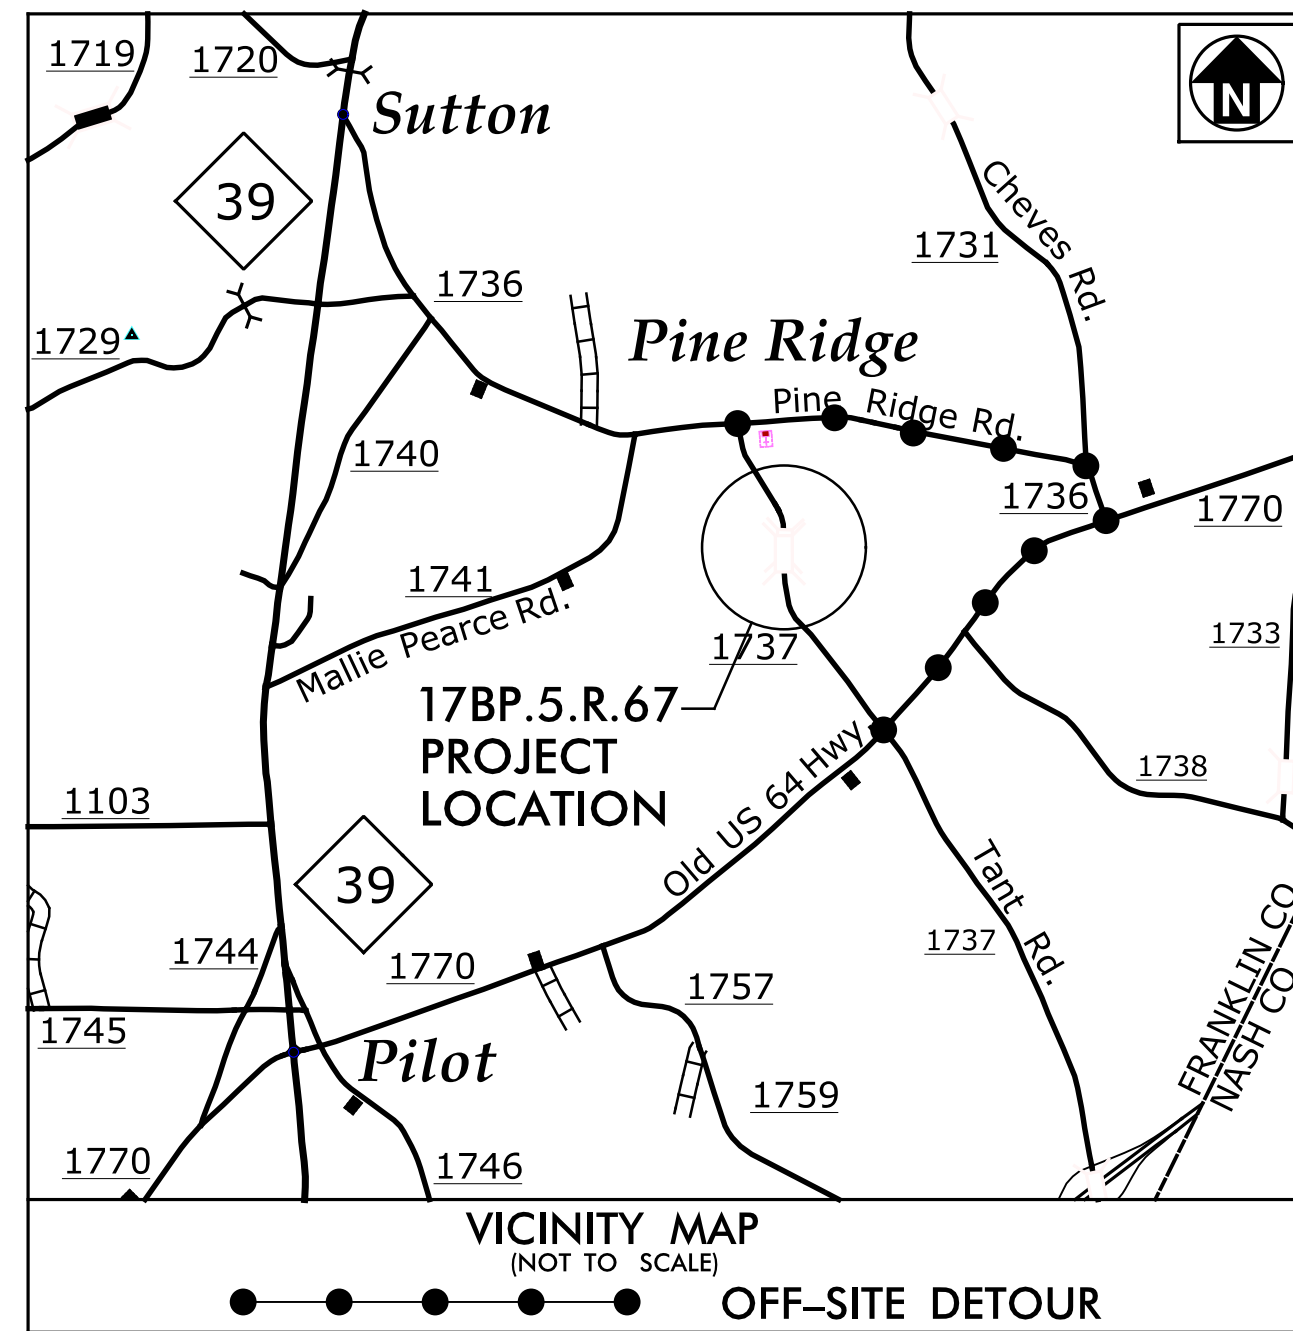 1719
1720
Sutton
N
39
Cheves Rd.
1731
1736
1729
Pine Ridge
Pine Ridge Rd.
1740
1736
1770
1741
Mallie Pearce Rd.
1737
1733
17BP.5.R.67
PROJECT
LOCATION
Old US 64 Hwy
1738
1103
39
Tant Rd.
1744
1770
1737
1757
FRANKLIN CO
NASH CO
1745
Pilot
1759
1770
1746
VICINITY MAP
(NOT TO SCALE)
OFF–SITE DETOUR